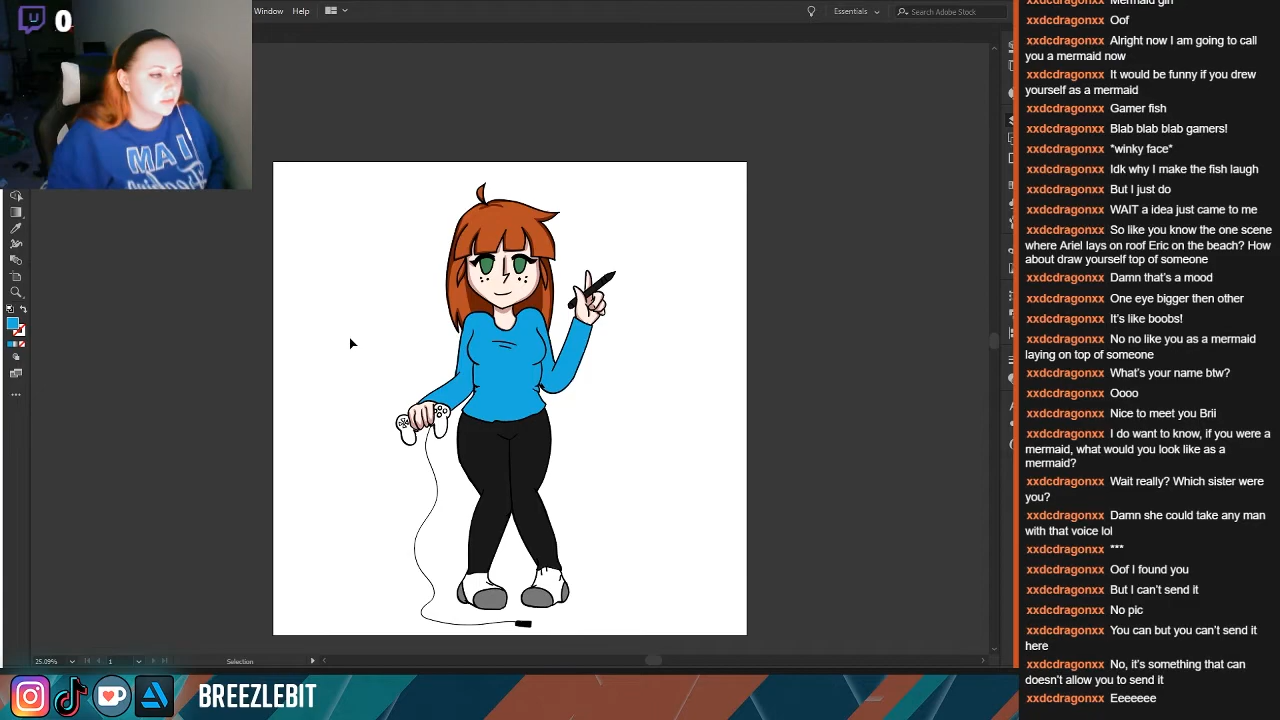 0
Window Help
Essentials
Search Adobe Stock
I AM
25.09%
1
Selection
BREEZLEBIT
Mermaid girl
xxdcdragonxx Oof
xxdcdragonxx Alright now I am going to call
you a mermaid now
xxdcdragonxx It would be funny if you drew
yourself as a mermaid
xxdcdragonxx Gamer fish
xxdcdragonxx Blab blab blab gamers!
xxdcdragonxx *winky face*
xxdcdragonxx Idk why I make the fish laugh
xxdcdragonxx But I just do
xxdcdragonxx WAIT a idea just came to me
xxdcdragonxx So like you know the one scene
where Ariel lays on roof Eric on the beach? How
about draw yourself top of someone
xxdcdragonxx Damn that's a mood
xxdcdragonxx One eye bigger then other
xxdcdragonxx It's like boobs!
xxdcdragonxx No no like you as a mermaid
laying on top of someone
xxdcdragonxx What's your name btw?
xxdcdragonxx Oooo
xxdcdragonxx Nice to meet you Brii
xxdcdragonxx I do want to know, if you were a
mermaid, what would you look like as a
mermaid?
xxdcdragonxx Wait really? Which sister were
you?
xxdcdragonxx Damn she could take any man
with that voice lol
xxdcdragonxx ***
xxdcdragonxx Oof I found you
xxdcdragonxx But I can't send it
xxdcdragonxx No pic
xxdcdragonxx You can but you can't send it
here
xxdcdragonxx No, it's something that can
doesn't allow you to send it
xxdcdragonxx Eeeeeee